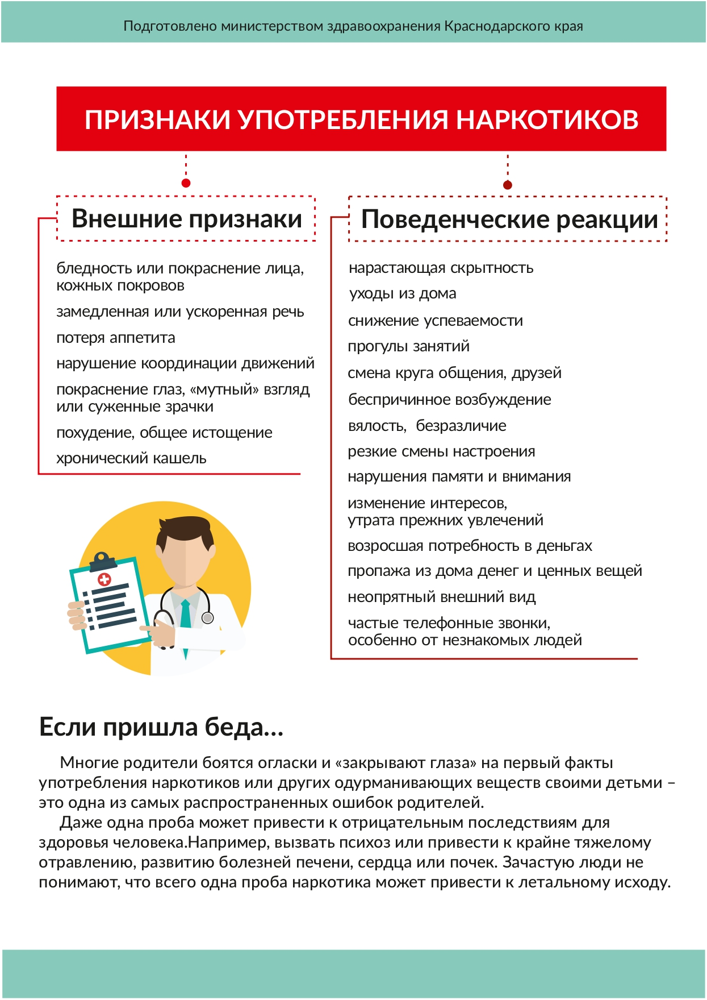 Подготовлено министерством здравоохранения Краснодарского края
ПРИЗНАКИ УПОТРЕБЛЕНИЯ НАРКОТИКОВ
Внешние признаки
бледность или покраснение лица,
кожных покровов
замедленная или ускоренная речь
потеря аппетита
нарушение координации движений
покраснение глаз, «мутный» взгляд
или суженные зрачки
похудение, общее истощение
хронический кашель
Поведенческие реакции
нарастающая скрытность
уходы из дома
снижение успеваемости
прогулы занятий
смена круга общения, друзей
беспричинное возбуждение
вялость,  безразличие
резкие смены настроения
нарушения памяти и внимания
изменение интересов,
утрата прежних увлечений
возросшая потребность в деньгах
пропажа из дома денег и ценных вещей
неопрятный внешний вид
частые телефонные звонки,
особенно от незнакомых людей
Если пришла беда...
Многие родители боятся огласки и «закрывают глаза» на первый факты
употребления наркотиков или других одурманивающих веществ своими детьми –
это одна из самых распространенных ошибок родителей.
Даже одна проба может привести к отрицательным последствиям для
здоровья человека.Например, вызвать психоз или привести к крайне тяжелому
отравлению, развитию болезней печени, сердца или почек. Зачастую люди не
понимают, что всего одна проба наркотика может привести к летальному исходу.